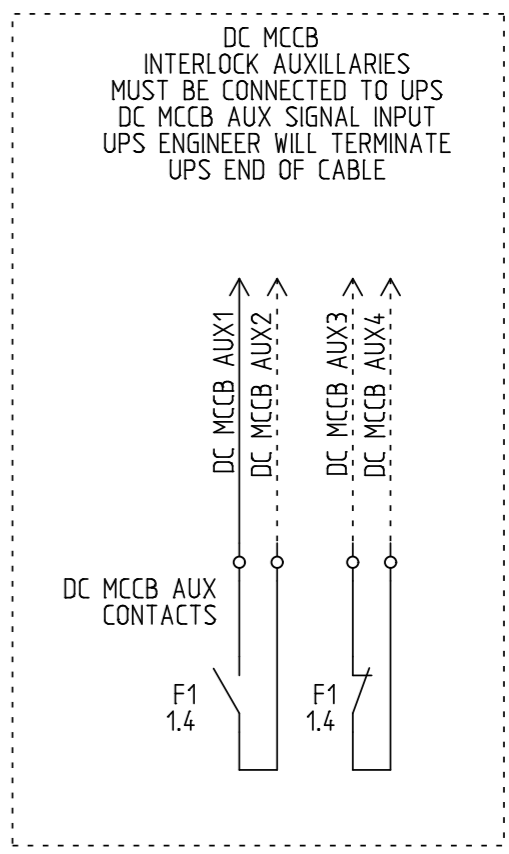 DC MCCB
INTERLOCK AUXILLARIES
MUST BE CONNECTED TO UPS
DC MCCB AUX SIGNAL INPUT
UPS ENGINEER WILL TERMINATE
UPS END OF CABLE
DC MCCB AUX1
DC MCCB AUX2
DC MCCB AUX3
DC MCCB AUX4
DC MCCB AUX
CONTACTS
F1
1.4
F1
1.4